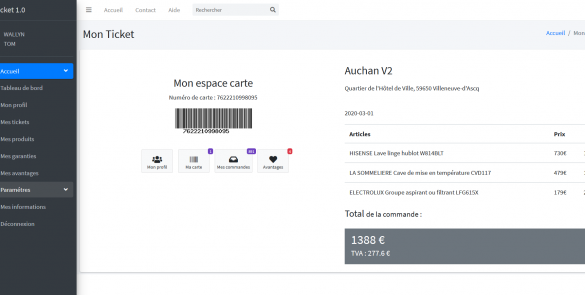 cket 1.0
Accueil
Contact
Aide
Rechercher
WALLYN
TOM
Accueil
Tableau de bord
Mon profil
Mes tickets
Mes produits
Mes garanties
Mes avantages
Paramètres
Mes informations
Déconnexion
Mon Ticket
Accueil / Mon
Mon espace carte
Numéro de carte : 7622210998095
7622210998095
Mon profil
1
Ma carte
Mes commandes
Avantages
Auchan V2
Quartier de l'Hôtel de Ville, 59650 Villeneuve-d'Ascq
2020-03-01
Articles Prix
HISENSE Lave linge hublot W814BLT 730€
LA SOMMELIERE Cave de mise en température CVD117 479€
ELECTROLUX Groupe aspirant ou filtrant LFG615X 179€
Total de la commande :
1388 €
TVA : 277.6 €